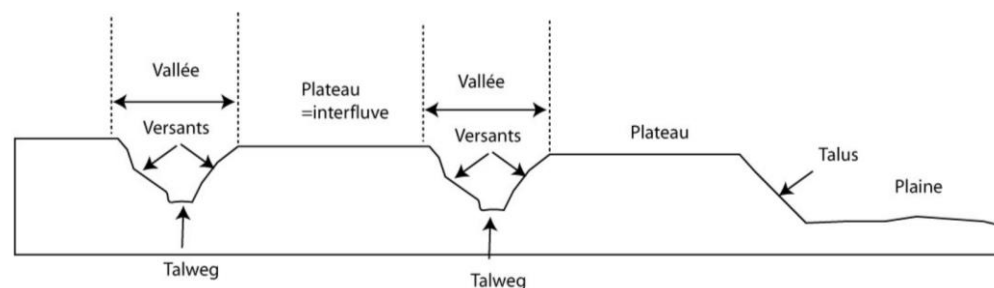 Vallée
Plateau
=interfluve
Vallée
Versants
Versants
Plateau
Talus
Plaine
Talweg
Talweg